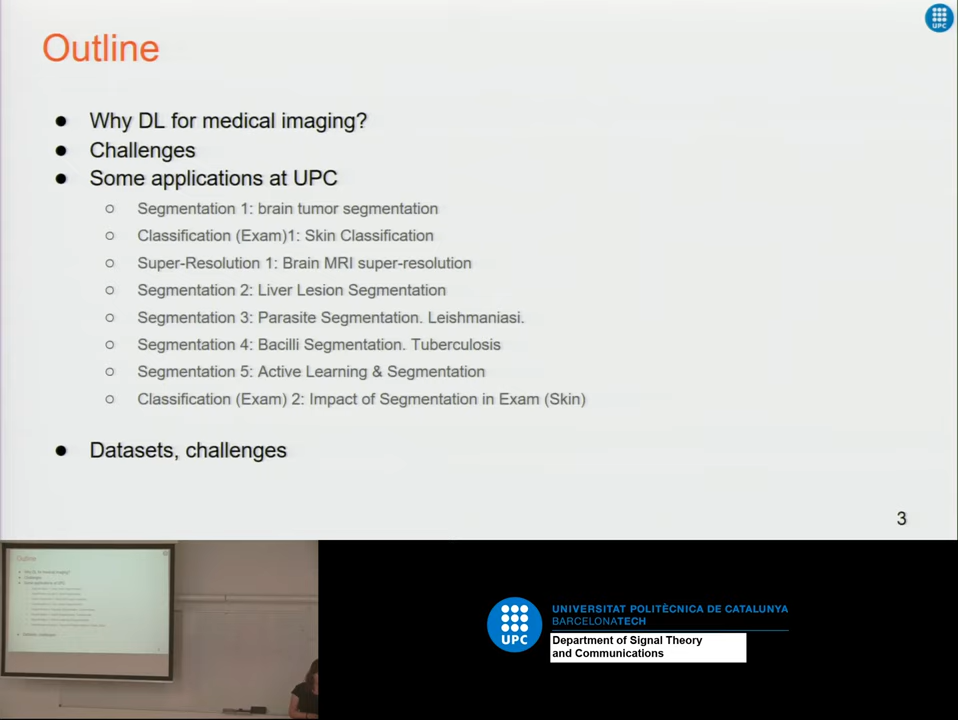 UPC
Outline
● Why DL for medical imaging?
● Challenges
● Some applications at UPC
○ Segmentation 1: brain tumor segmentation
○ Classification (Exam)1: Skin Classification
○ Super-Resolution 1: Brain MRI super-resolution
○ Segmentation 2: Liver Lesion Segmentation
○ Segmentation 3: Parasite Segmentation. Leishmaniasi.
○ Segmentation 4: Bacilli Segmentation. Tuberculosis
○ Segmentation 5: Active Learning & Segmentation
○ Classification (Exam) 2: Impact of Segmentation in Exam (Skin)
● Datasets, challenges
3
Outline
UPC
UNIVERSITAT POLITÈCNICA DE CATALUNYA
BARCELONATECH
Department of Signal Theory
and Communications